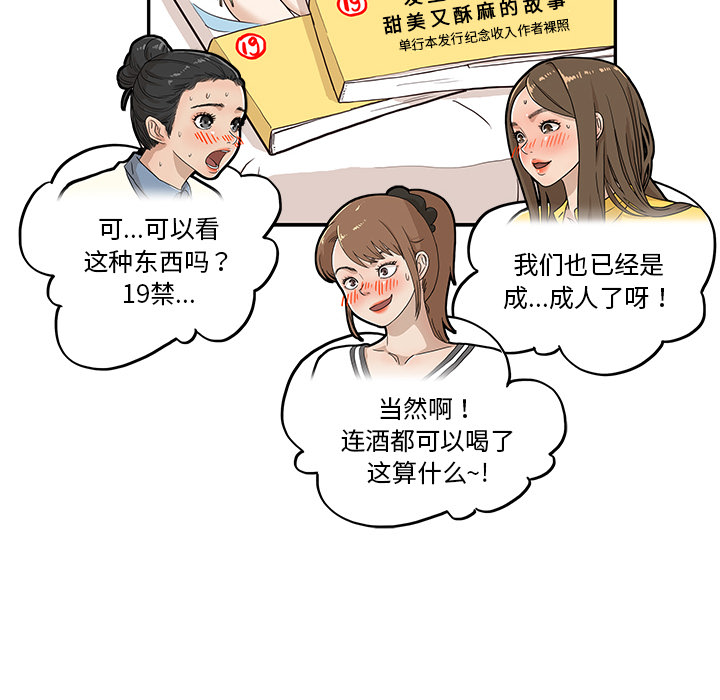 19
甜美又酥麻的故事
单行本发行纪念收入作者裸照
19
可...可以看
这种东西吗?
19禁...
我们也已经是
成...成人了呀!
当然啊!
连酒都可以喝了
这算什么~!